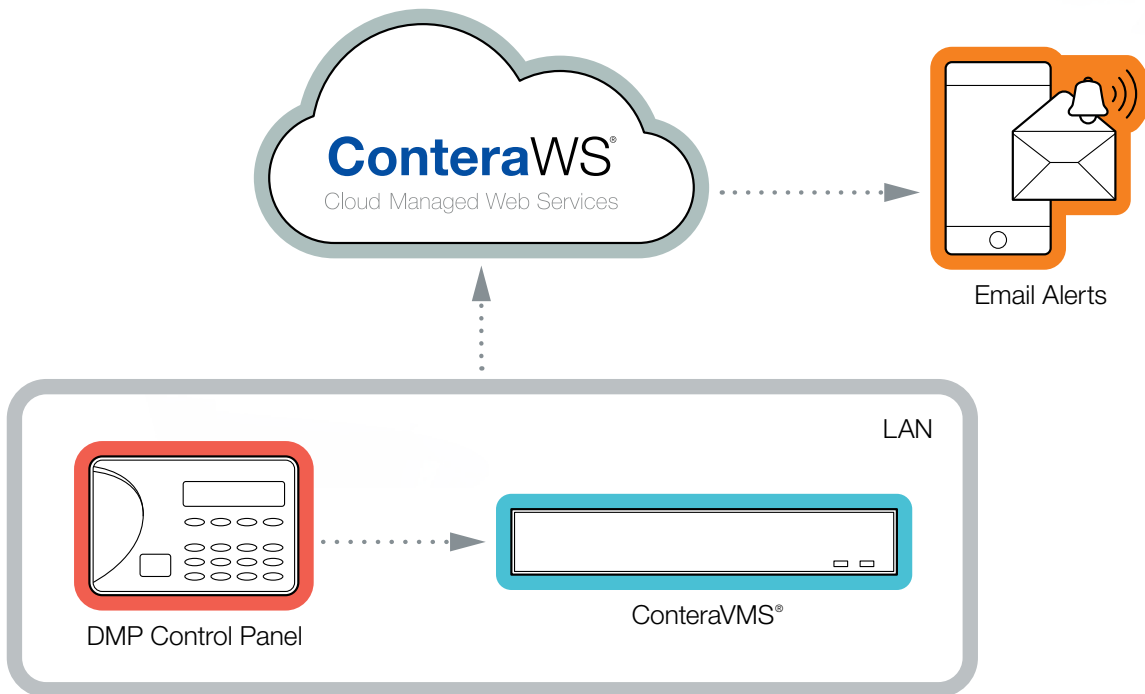 ConteraWS®
Cloud Managed Web Services
Email Alerts
LAN
DMP Control Panel
ConteraVMS®